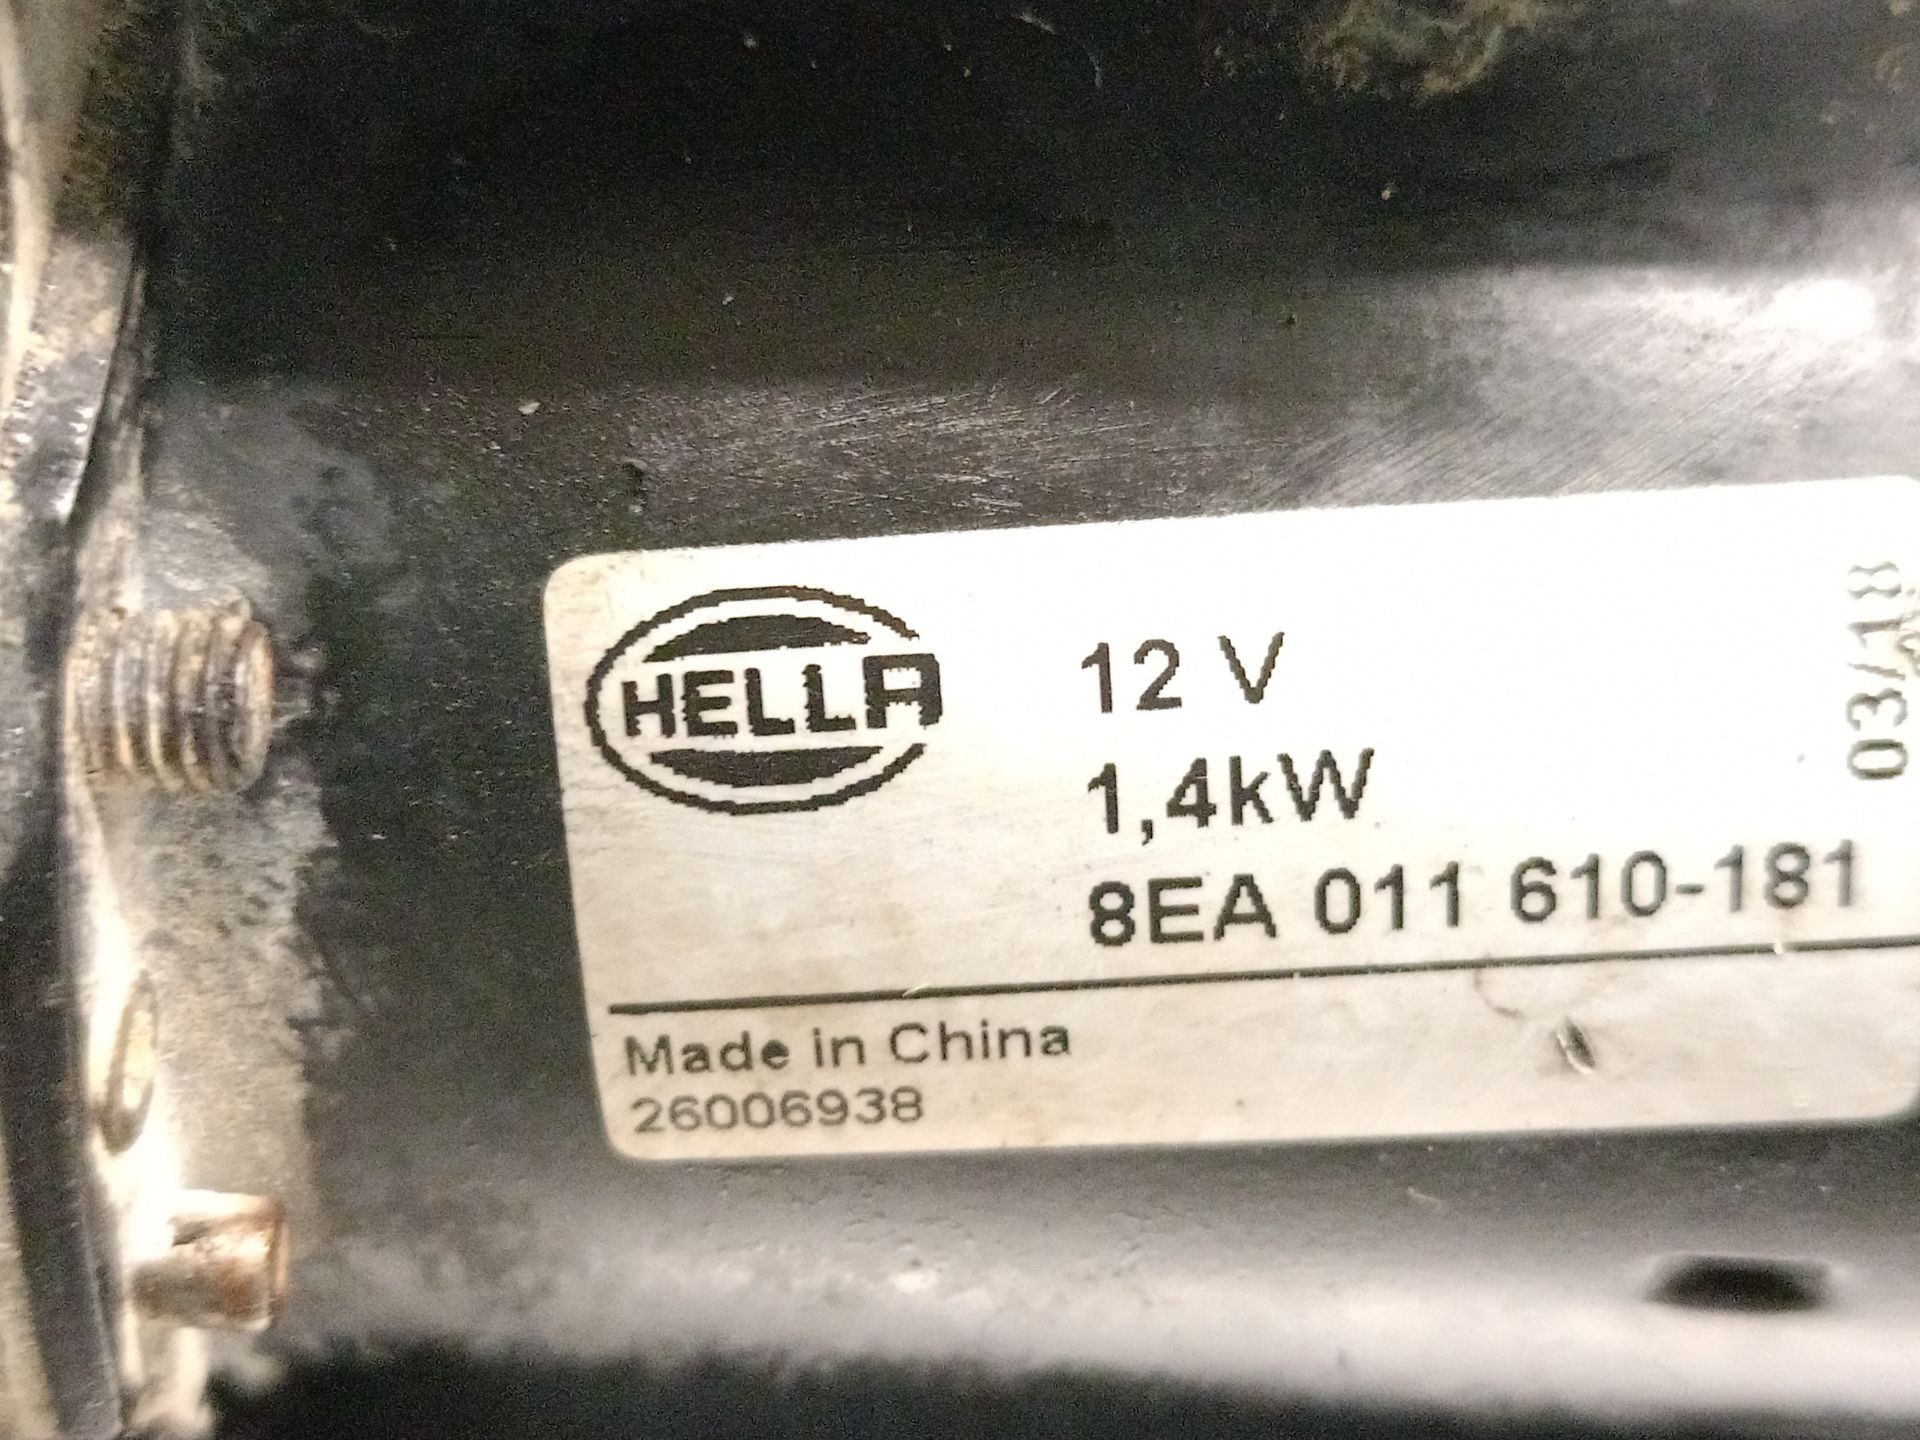 HELLA
12 V
1,4kW
8EA 011 610-181
03/18
Made in China
26006938